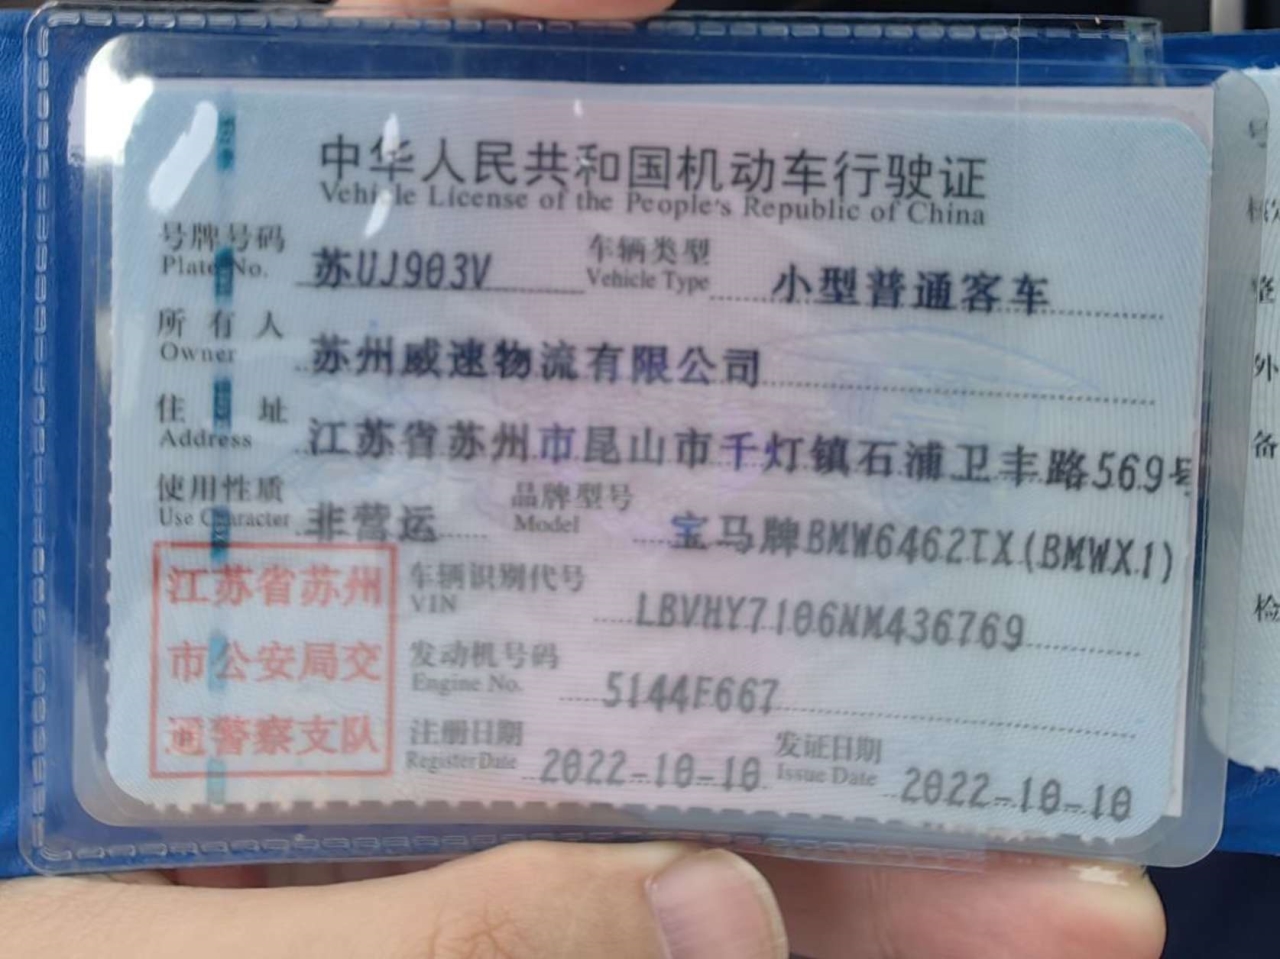 中华人民共和国机动车行驶证
Vehicle License of the People's Republic of China
号牌号码 苏UJ903V 车辆类型 小型普通客车
Plate No. Vehicle Type
所有人 苏州威速物流有限公司
Owner
住址 江苏省苏州市昆山市千灯镇石浦卫丰路569号
Address
使用性质 非营运 品牌型号 宝马牌BMW6462TX(BMWX1)
Use Character Model
江苏省苏州
市公安局交
通警察支队
车辆识别代号 LBVHY7106NM436769
VIN
发动机号码 5144F667
Engine No.
注册日期 2022-10-10 发证日期 2022-10-10
Register Date Issue Date
外
备
检